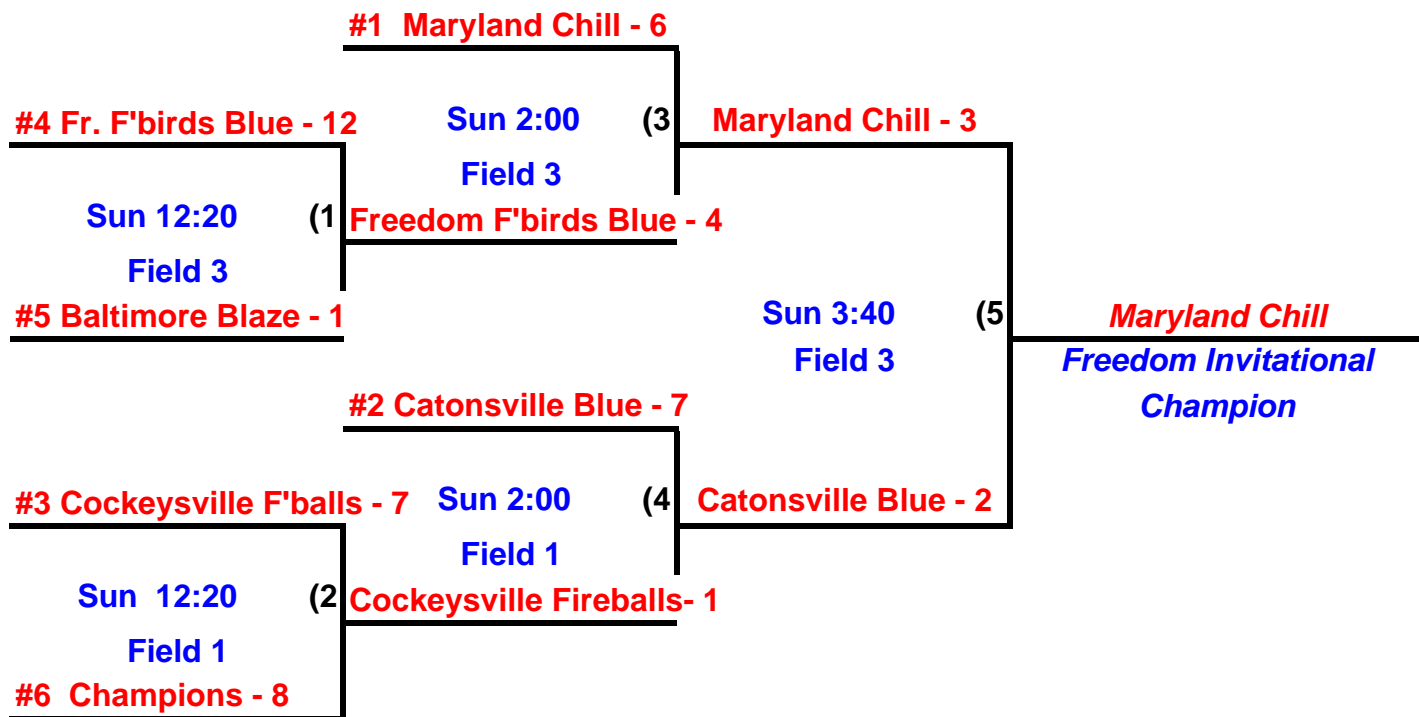 #1  Maryland Chill - 6
#4 Fr. F'birds Blue - 12
Sun 2:00
(3
Maryland Chill - 3
Field 3
Sun 12:20
(1
Freedom F'birds Blue - 4
Field 3
#5 Baltimore Blaze - 1
Sun 3:40
(5
Maryland Chill
Field 3
Freedom Invitational
Champion
#2 Catonsville Blue - 7
#3 Cockeysville F'balls - 7
Sun 2:00
(4
Catonsville Blue - 2
Field 1
Sun  12:20
(2
Cockeysville Fireballs- 1
Field 1
#6  Champions - 8